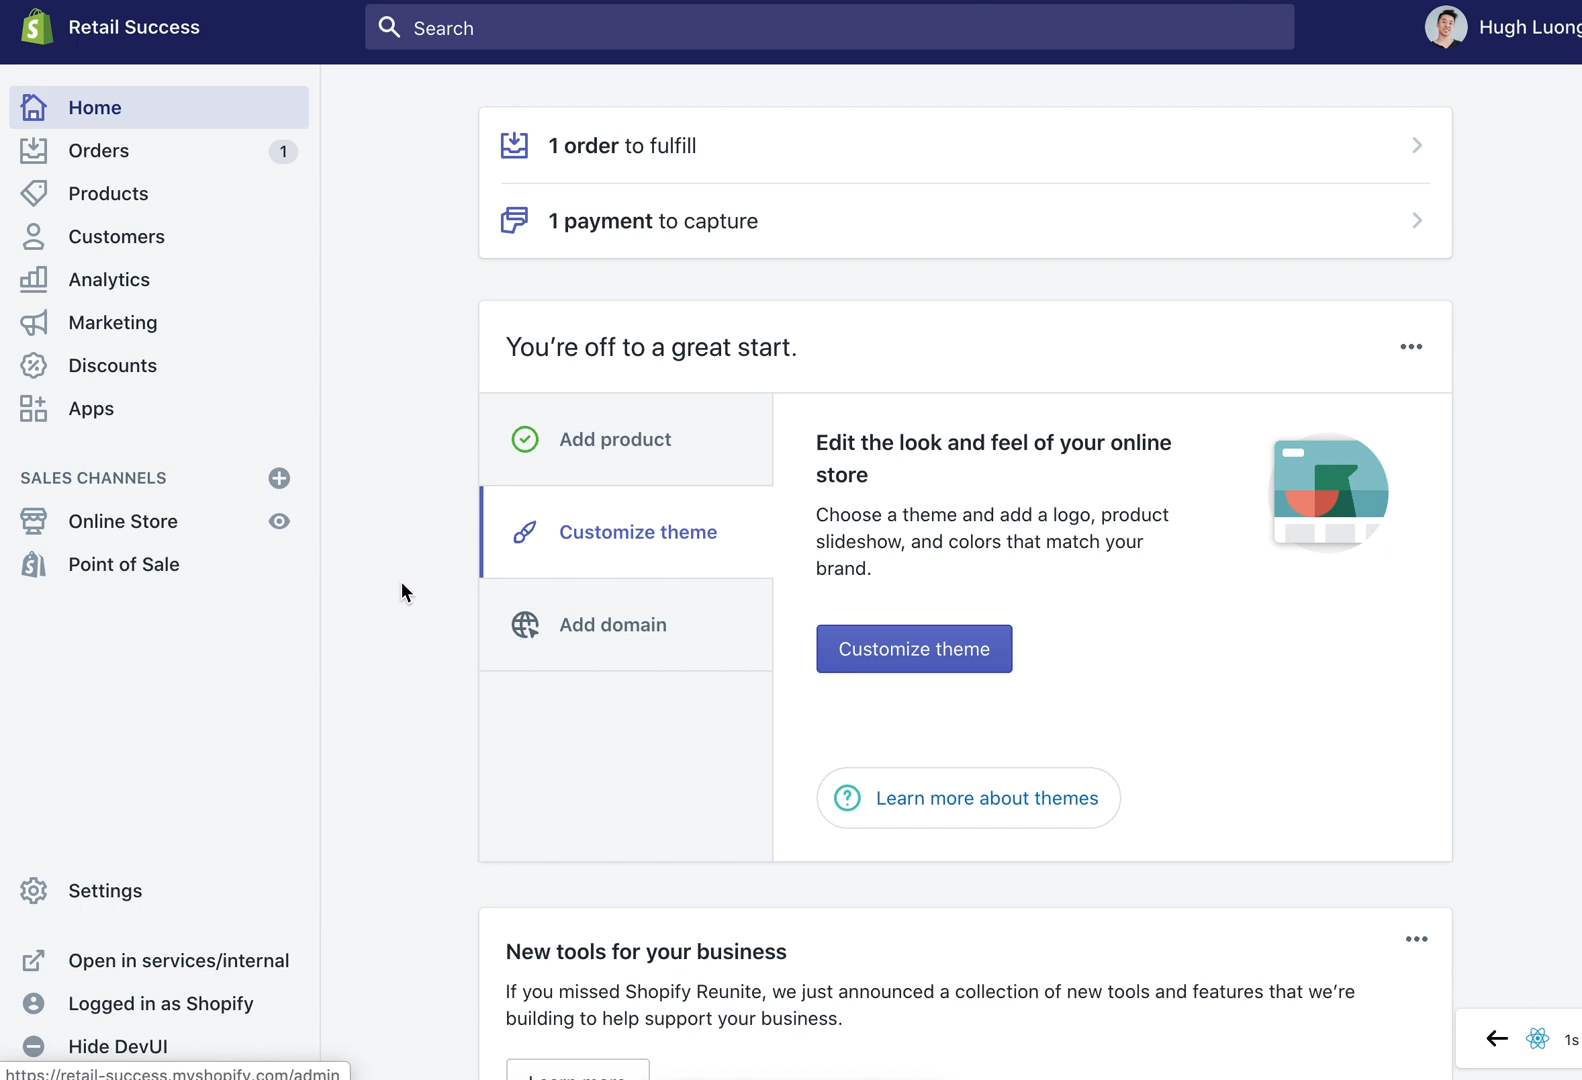 Retail Success
Search
Hugh Luong
Home
Orders
1
Products
Customers
Analytics
Marketing
Discounts
Apps
SALES CHANNELS
Online Store
Point of Sale
Settings
Open in services/internal
Logged in as Shopify
Hide DevUI
https://retail-success.myshopify.com/admin
1 order to fulfill
1 payment to capture
You’re off to a great start.
Add product
Customize theme
Add domain
Edit the look and feel of your online
store
Choose a theme and add a logo, product
slideshow, and colors that match your
brand.
Customize theme
Learn more about themes
New tools for your business
If you missed Shopify Reunite, we just announced a collection of new tools and features that we’re
building to help support your business.
Learn more
1s